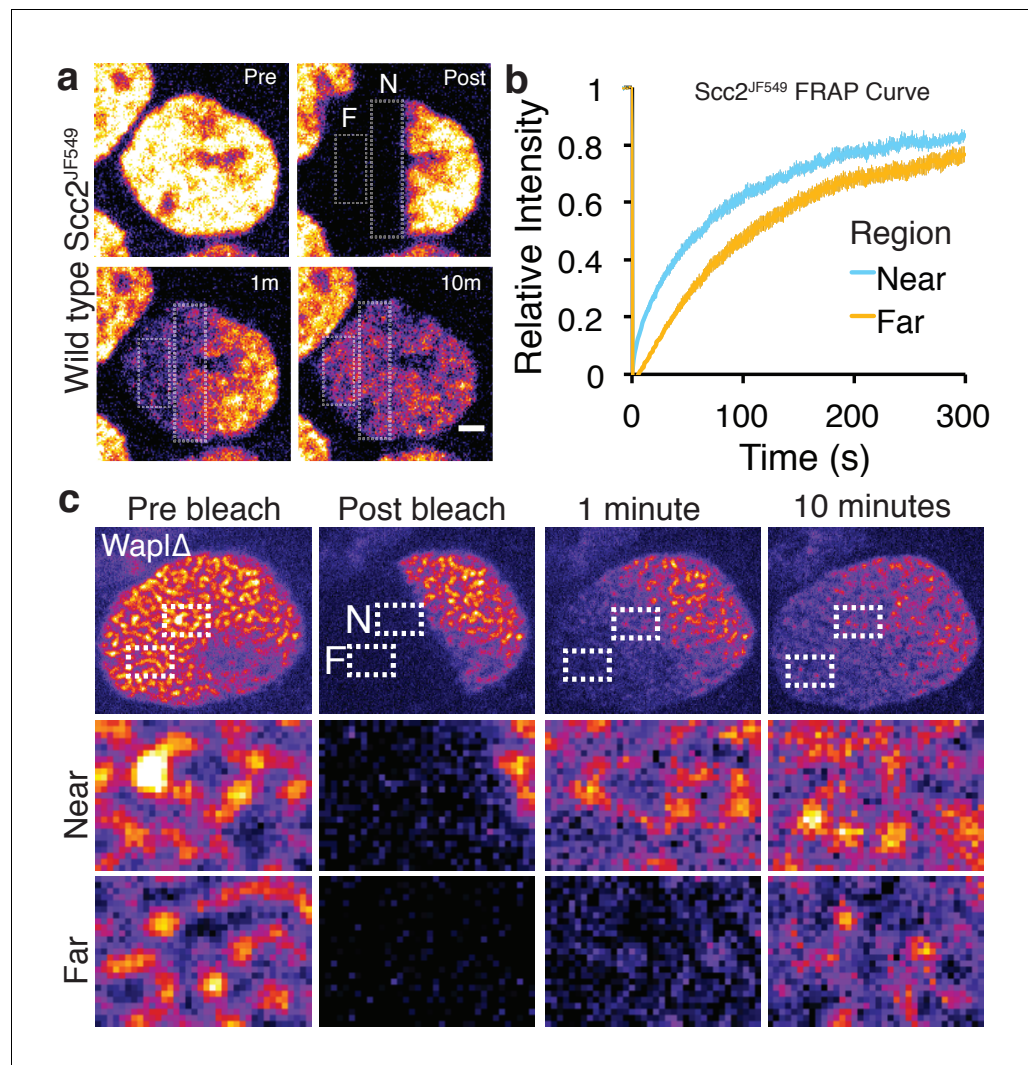 a
Wild type Scc2JF549
Pre
Post
N
F
1m
10m
b
Scc2JF549 FRAP Curve
Relative Intensity
1
0.8
0.6
0.4
0.2
0
0
100
200
300
Time (s)
Region
Near
Far
c
Pre bleach
Post bleach
1 minute
10 minutes
WaplΔ
N
F
Near
Far